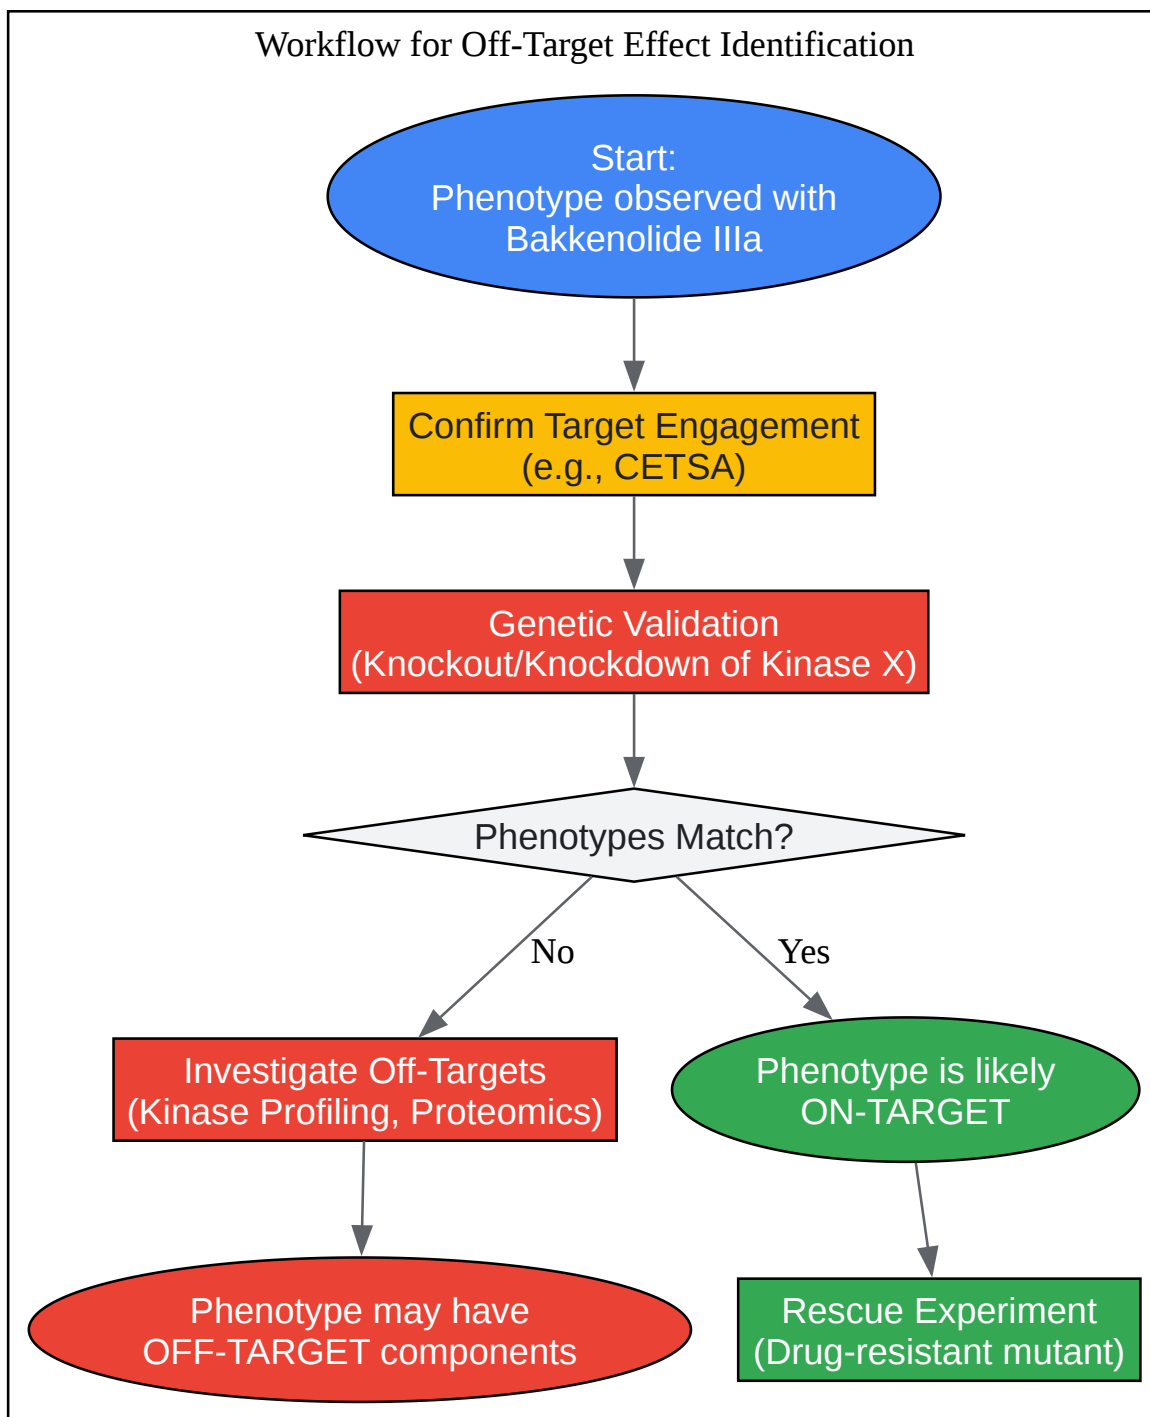 Workflow for Off-Target Effect Identification
Start:
Phenotype observed with
Bakkenolide IIIa
Confirm Target Engagement
(e.g., CETSA)
Genetic Validation
(Knockout/Knockdown of Kinase X)
Phenotypes Match?
No
Yes
Investigate Off-Targets
(Kinase Profiling, Proteomics)
Phenotype is likely
ON-TARGET
Phenotype may have
OFF-TARGET components
Rescue Experiment
(Drug-resistant mutant)